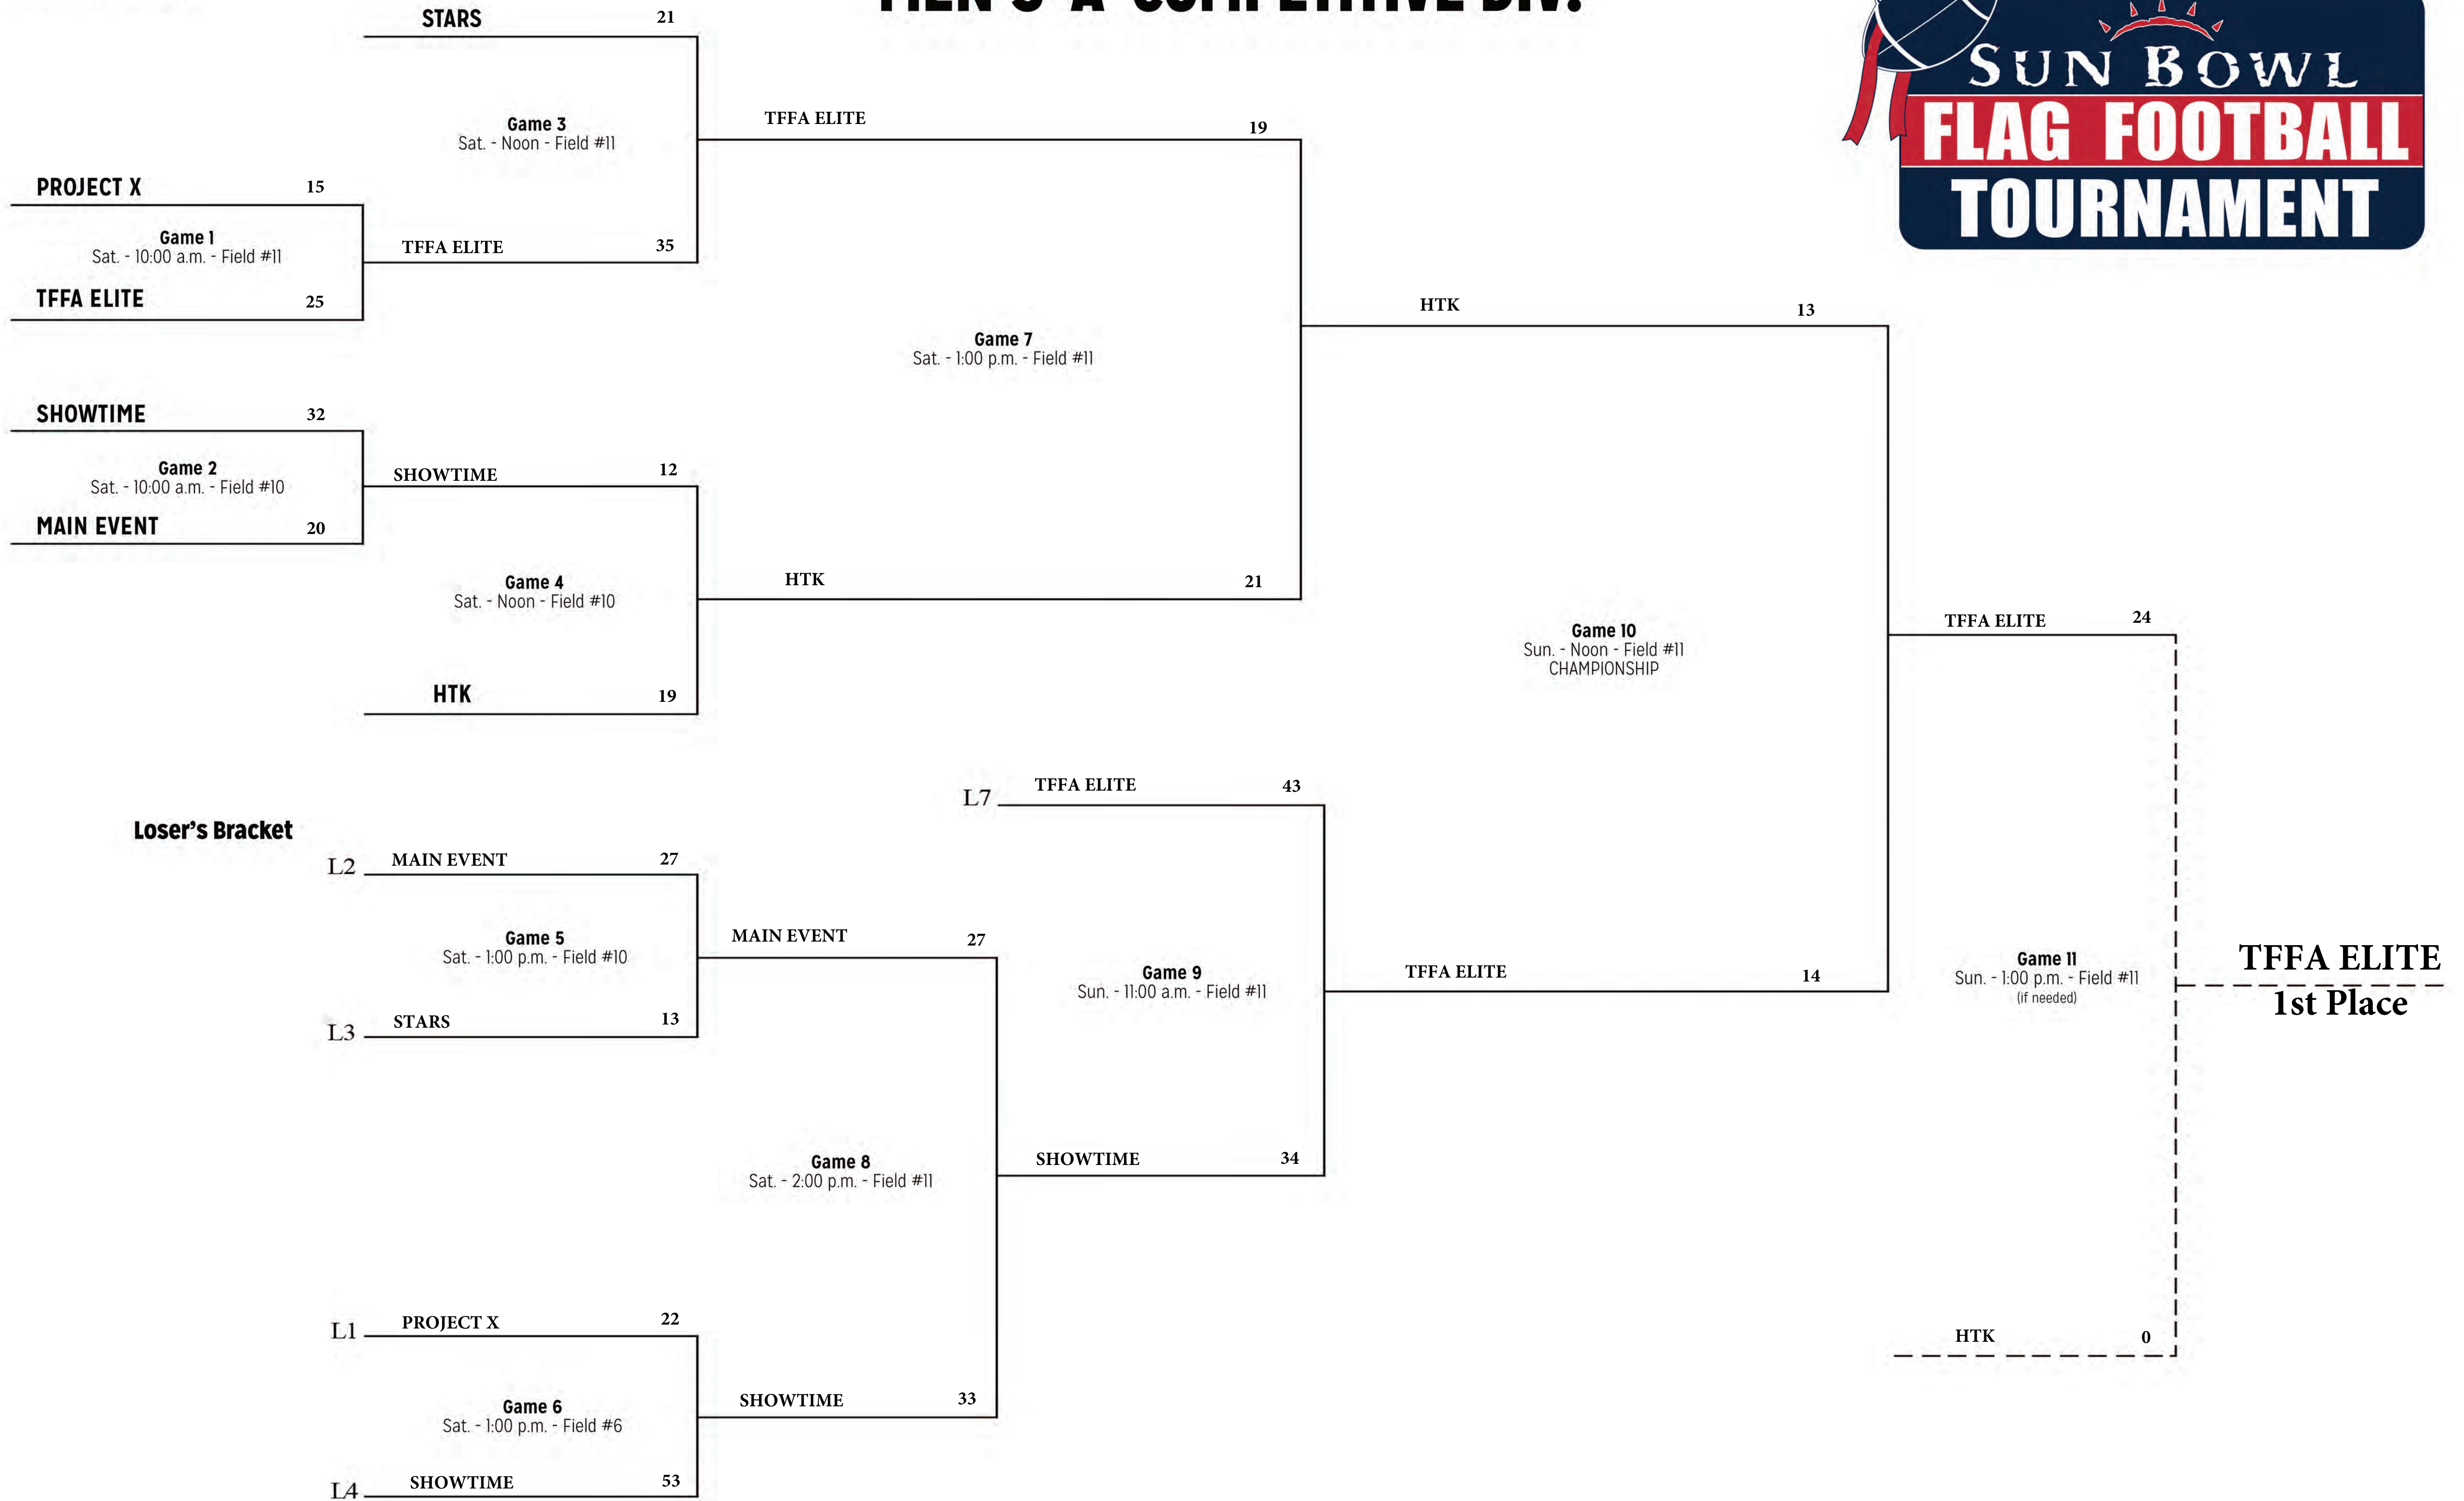 MEN'S 'A' COMPETITIVE DIV.
SUN BOWL
FLAG FOOTBALL
TOURNAMENT
STARS 21
Game 3
Sat. - Noon - Field #11
TFFA ELITE 19
PROJECT X 15
Game 1
Sat. - 10:00 a.m. - Field #11
TFFA ELITE 35
TFFA ELITE 25
HTK 13
Game 7
Sat. - 1:00 p.m. - Field #11
SHOWTIME 32
Game 2
Sat. - 10:00 a.m. - Field #10
SHOWTIME 12
MAIN EVENT 20
Game 4
Sat. - Noon - Field #10
HTK 21
HTK 19
Game 10
Sun. - Noon - Field #11
CHAMPIONSHIP
TFFA ELITE 24
L7 TFFA ELITE 43
Loser's Bracket
L2 MAIN EVENT 27
Game 5
Sat. - 1:00 p.m. - Field #10
MAIN EVENT 27
L3 STARS 13
Game 9
Sun. - 11:00 a.m. - Field #11
TFFA ELITE 14
Game 11
Sun. - 1:00 p.m. - Field #11
(if needed)
TFFA ELITE
1st Place
Game 8
Sat. - 2:00 p.m. - Field #11
SHOWTIME 34
L1 PROJECT X 22
HTK 0
Game 6
Sat. - 1:00 p.m. - Field #6
SHOWTIME 33
L4 SHOWTIME 53